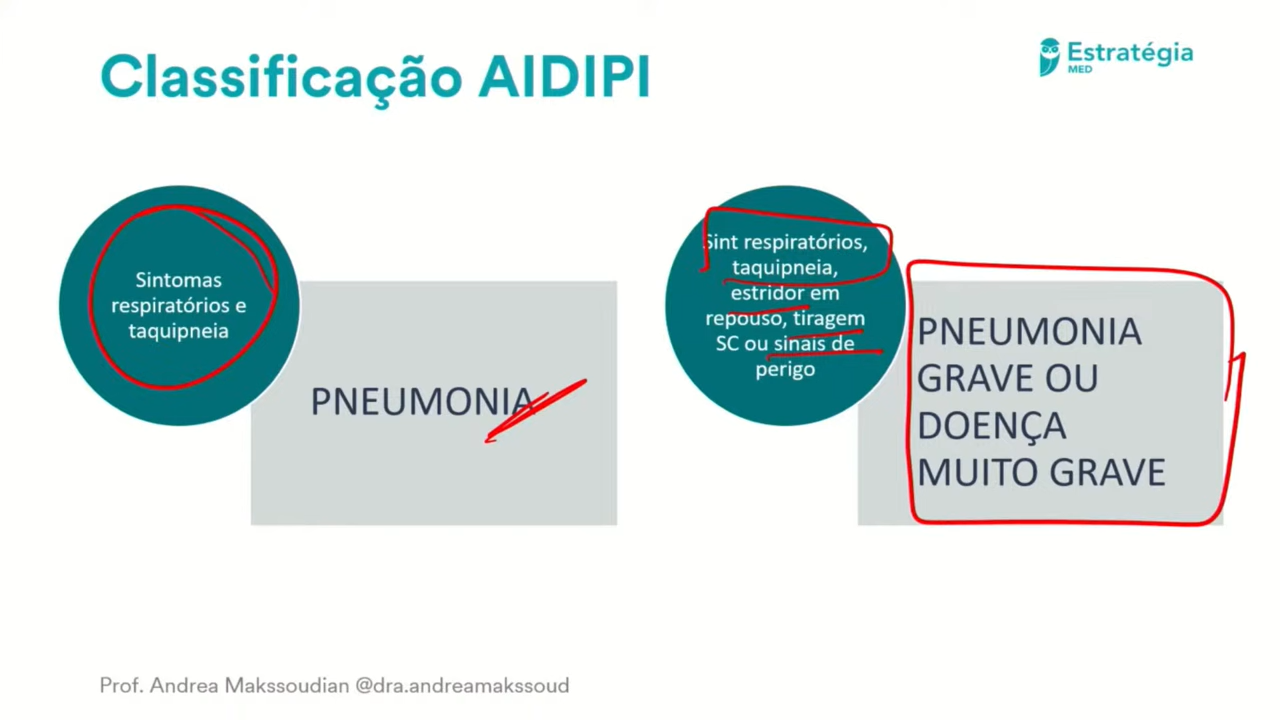 Classificação AIDIPI
Estratégia
MED
Sintomas
respiratórios e
taquipneia
PNEUMONIA
Sint respiratórios,
taquipneia,
estridor em
repouso, tiragem
SC ou sinais de
perigo
PNEUMONIA
GRAVE OU
DOENÇA
MUITO GRAVE
Prof. Andrea Makssoudian @dra.andreamakssoud